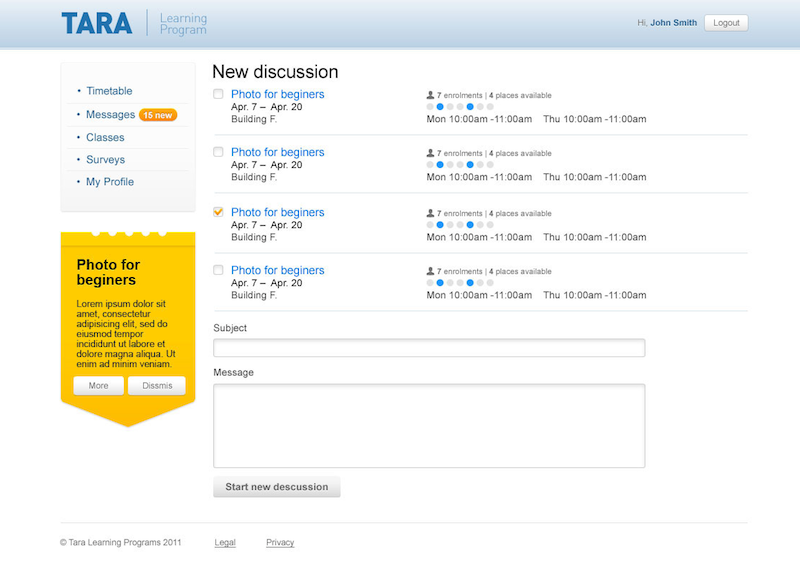 TARA
Learning
Program
Hi, John Smith
Logout
• Timetable
• Messages 15 new
• Classes
• Surveys
• My Profile
Photo for
beginers
Lorem ipsum dolor sit
amet, consectetur
adipisicing elit, sed do
eiusmod tempor
incididunt ut labore et
dolore magna aliqua. Ut
enim ad minim veniam.
More
Dissmis
New discussion
Photo for beginers
Apr. 7 – Apr. 20
Building F.
7 enrolments | 4 places available
Mon 10:00am -11:00am Thu 10:00am -11:00am
Photo for beginers
Apr. 7 – Apr. 20
Building F.
7 enrolments | 4 places available
Mon 10:00am -11:00am Thu 10:00am -11:00am
Photo for beginers
Apr. 7 – Apr. 20
Building F.
7 enrolments | 4 places available
Mon 10:00am -11:00am Thu 10:00am -11:00am
Photo for beginers
Apr. 7 – Apr. 20
Building F.
7 enrolments | 4 places available
Mon 10:00am -11:00am Thu 10:00am -11:00am
Subject
Message
Start new descussion
© Tara Learning Programs 2011
Legal
Privacy